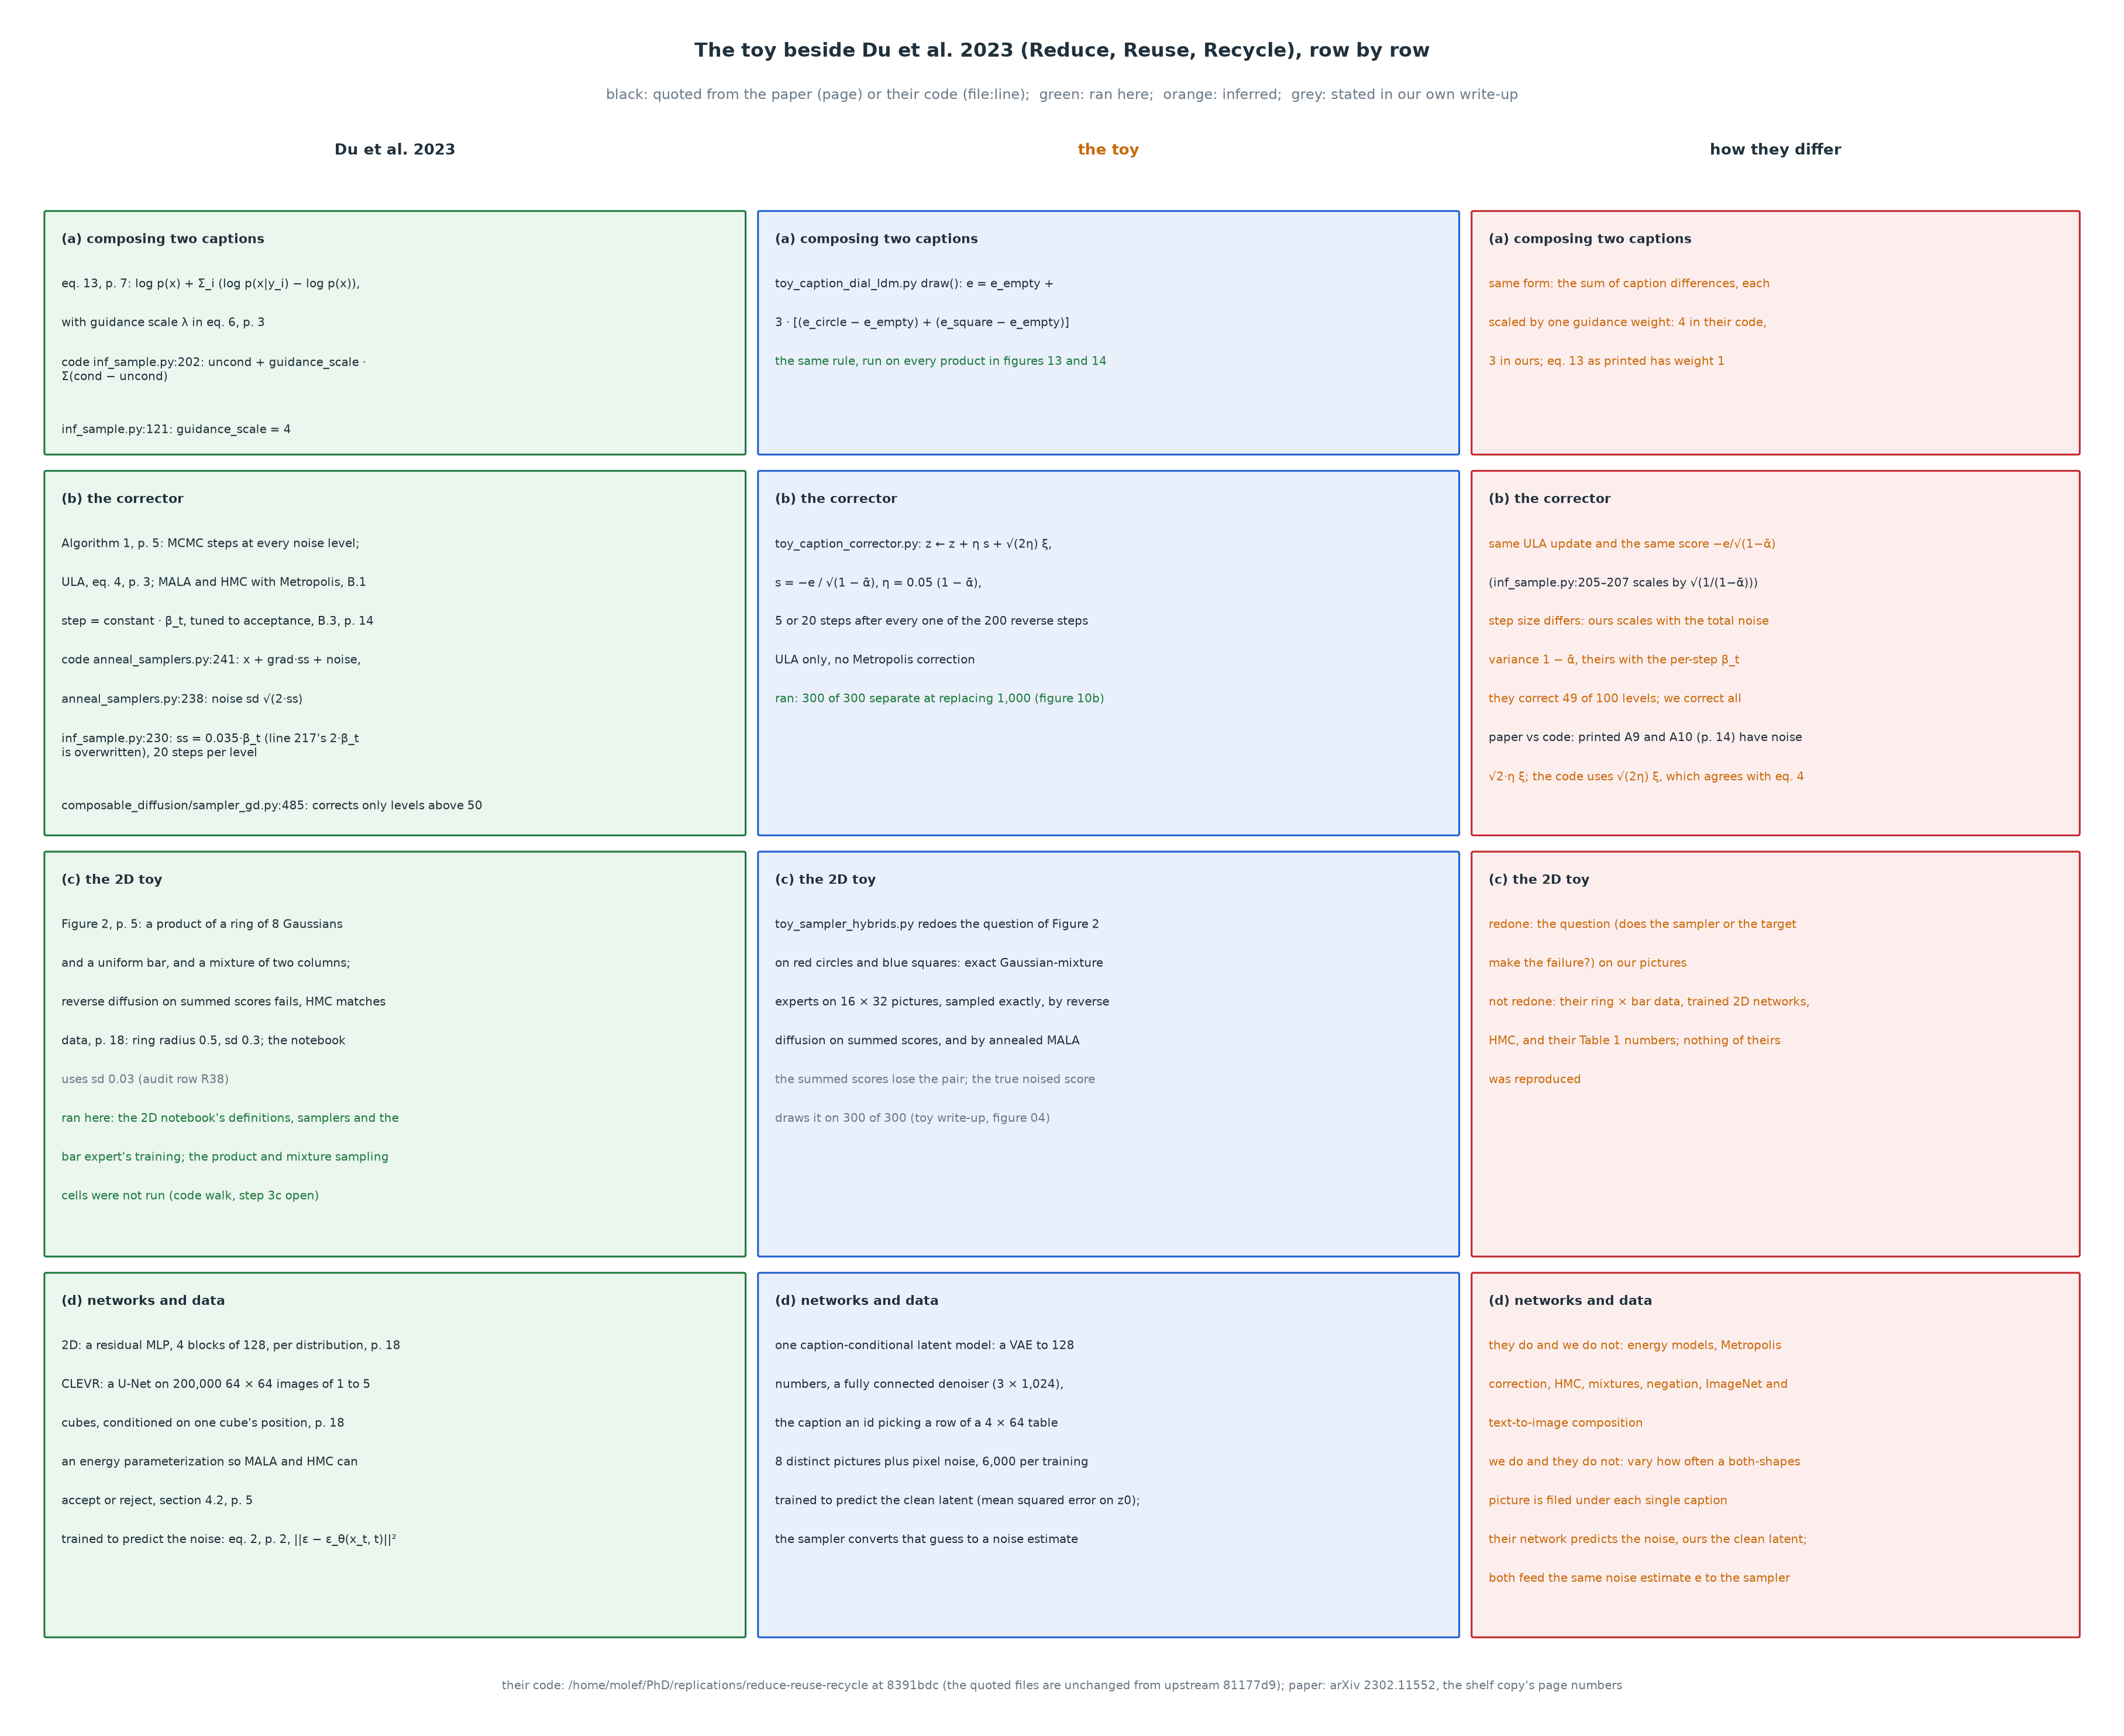 The toy beside Du et al. 2023 (Reduce, Reuse, Recycle), row by row
black: quoted from the paper (page) or their code (file:line);  green: ran here;  orange: inferred;  grey: stated in our own write-up
Du et al. 2023
the toy
how they differ
(a) composing two captions
eq. 13, p. 7: log p(x) + Σ_i (log p(x|y_i) − log p(x)),
with guidance scale λ in eq. 6, p. 3
code inf_sample.py:202: uncond + guidance_scale ·
Σ(cond − uncond)
inf_sample.py:121: guidance_scale = 4
(a) composing two captions
toy_caption_dial_ldm.py draw(): e = e_empty +
3 · [(e_circle − e_empty) + (e_square − e_empty)]
the same rule, run on every product in figures 13 and 14
(a) composing two captions
same form: the sum of caption differences, each
scaled by one guidance weight: 4 in their code,
3 in ours; eq. 13 as printed has weight 1
(b) the corrector
Algorithm 1, p. 5: MCMC steps at every noise level;
ULA, eq. 4, p. 3; MALA and HMC with Metropolis, B.1
step = constant · β_t, tuned to acceptance, B.3, p. 14
code anneal_samplers.py:241: x + grad·ss + noise,
anneal_samplers.py:238: noise sd √(2·ss)
inf_sample.py:230: ss = 0.035·β_t (line 217's 2·β_t
is overwritten), 20 steps per level
composable_diffusion/sampler_gd.py:485: corrects only levels above 50
(b) the corrector
toy_caption_corrector.py: z ← z + η s + √(2η) ξ,
s = −e / √(1 − ᾱ), η = 0.05 (1 − ᾱ),
5 or 20 steps after every one of the 200 reverse steps
ULA only, no Metropolis correction
ran: 300 of 300 separate at replacing 1,000 (figure 10b)
(b) the corrector
same ULA update and the same score −e/√(1−ᾱ)
(inf_sample.py:205–207 scales by √(1/(1−ᾱ)))
step size differs: ours scales with the total noise
variance 1 − ᾱ, theirs with the per-step β_t
they correct 49 of 100 levels; we correct all
paper vs code: printed A9 and A10 (p. 14) have noise
√2·η ξ; the code uses √(2η) ξ, which agrees with eq. 4
(c) the 2D toy
Figure 2, p. 5: a product of a ring of 8 Gaussians
and a uniform bar, and a mixture of two columns;
reverse diffusion on summed scores fails, HMC matches
data, p. 18: ring radius 0.5, sd 0.3; the notebook
uses sd 0.03 (audit row R38)
ran here: the 2D notebook's definitions, samplers and the
bar expert's training; the product and mixture sampling
cells were not run (code walk, step 3c open)
(c) the 2D toy
toy_sampler_hybrids.py redoes the question of Figure 2
on red circles and blue squares: exact Gaussian-mixture
experts on 16 × 32 pictures, sampled exactly, by reverse
diffusion on summed scores, and by annealed MALA
the summed scores lose the pair; the true noised score
draws it on 300 of 300 (toy write-up, figure 04)
(c) the 2D toy
redone: the question (does the sampler or the target
make the failure?) on our pictures
not redone: their ring × bar data, trained 2D networks,
HMC, and their Table 1 numbers; nothing of theirs
was reproduced
(d) networks and data
2D: a residual MLP, 4 blocks of 128, per distribution, p. 18
CLEVR: a U-Net on 200,000 64 × 64 images of 1 to 5
cubes, conditioned on one cube's position, p. 18
an energy parameterization so MALA and HMC can
accept or reject, section 4.2, p. 5
trained to predict the noise: eq. 2, p. 2, ||ε − ε_θ(x_t, t)||²
(d) networks and data
one caption-conditional latent model: a VAE to 128
numbers, a fully connected denoiser (3 × 1,024),
the caption an id picking a row of a 4 × 64 table
8 distinct pictures plus pixel noise, 6,000 per training
trained to predict the clean latent (mean squared error on z0);
the sampler converts that guess to a noise estimate
(d) networks and data
they do and we do not: energy models, Metropolis
correction, HMC, mixtures, negation, ImageNet and
text-to-image composition
we do and they do not: vary how often a both-shapes
picture is filed under each single caption
their network predicts the noise, ours the clean latent;
both feed the same noise estimate e to the sampler
their code: /home/molef/PhD/replications/reduce-reuse-recycle at 8391bdc (the quoted files are unchanged from upstream 81177d9); paper: arXiv 2302.11552, the shelf copy's page numbers